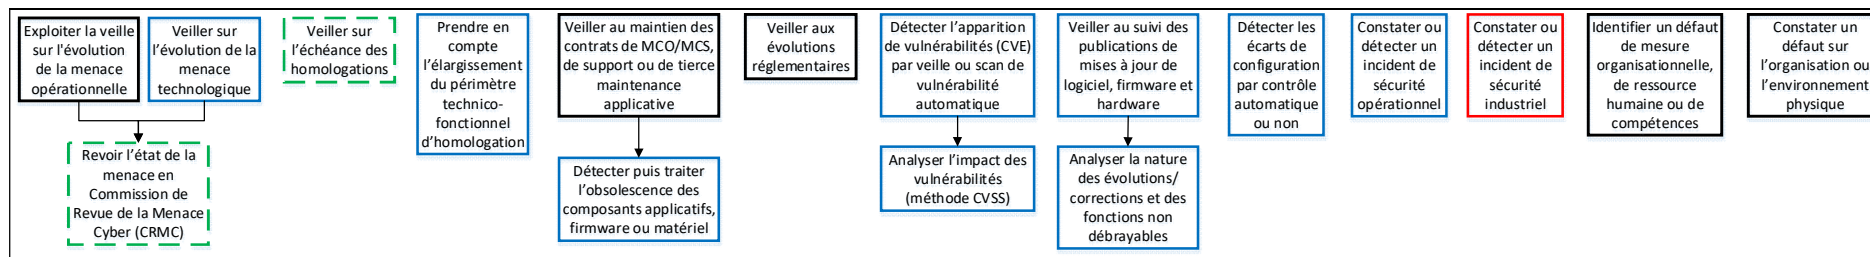 Exploiter la veille
sur l'évolution
de la menace
opérationnelle
Veiller sur
l’évolution de la
menace
technologique
Revoir l’état de la
menace en
Commission de
Revue de la Menace
Cyber (CRMC)
Veiller sur
l’échéance des
homologations
Prendre en
compte
l’élargissement
du périmètre
technico-
fonctionnel
d’homologation
Veiller au maintien des
contrats de MCO/MCS,
de support ou de tierce
maintenance
applicative
Détecter puis traiter
l’obsolescence des
composants applicatifs,
firmware ou matériel
Veiller aux
évolutions
réglementaires
Détecter l’apparition
de vulnérabilités (CVE)
par veille ou scan de
vulnérabilité
automatique
Analyser l’impact des
vulnérabilités
(méthode CVSS)
Veiller au suivi des
publications de
mises à jour de
logiciel, firmware et
hardware
Analyser la nature
des évolutions/
corrections et des
fonctions non
débrayables
Détecter les
écarts de
configuration
par contrôle
automatique
ou non
Constater ou
détecter un
incident de
sécurité
opérationnel
Constater ou
détecter un
incident de
sécurité
industriel
Identifier un défaut
de mesure
organisationnelle,
de ressource
humaine ou de
compétences
Constater un
défaut sur
l’organisation ou
l’environnement
physique